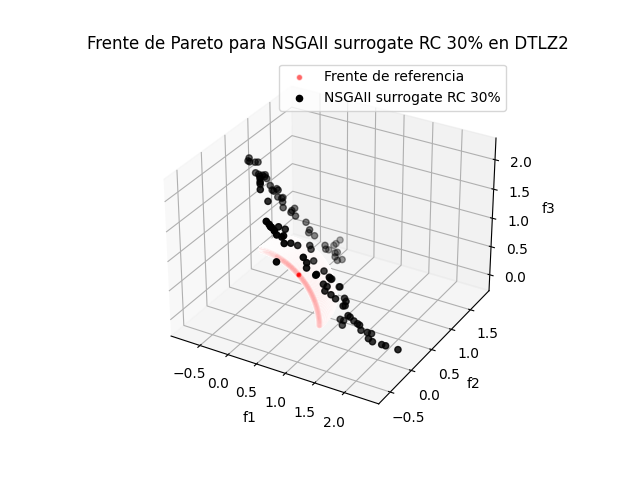 Frente de Pareto para NSGAII surrogate RC 30% en DTLZ2
Frente de referencia
NSGAII surrogate RC 30%
2.0
1.5
1.0
0.5
0.0
f3
1.5
1.0
0.5
0.0
−0.5
f2
−0.5
0.0
0.5
1.0
1.5
2.0
f1